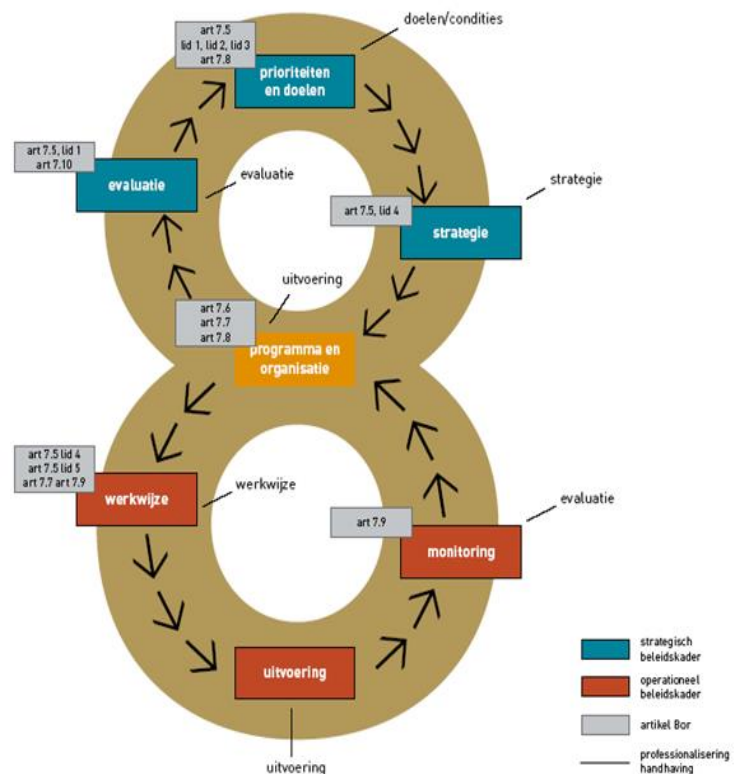 doelen/condities
art 7.5
lid 1, lid 2, lid 3
art 7.8
prioriteiten
en doelen
art 7.5, lid 1
art 7.10
evaluatie
evaluatie
strategie
art 7.5, lid 4
strategie
uitvoering
art 7.6
art 7.7
art 7.8
programma en
organisatie
art 7.5 lid 4
art 7.5 lid 5
art 7.7 art 7.9
werkwijze
werkwijze
evaluatie
art 7.9
monitoring
uitvoering
uitvoering
strategisch
beleidskader
operationeel
beleidskader
artikel Bor
professionalisering
handhaving